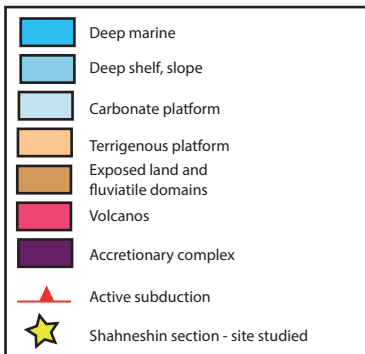 Deep marine
Deep shelf, slope
Carbonate platform
Terrigenous platform
Exposed land and
fluviatile domains
Volcanos
Accretionary complex
Active subduction
Shahneshin section - site studied